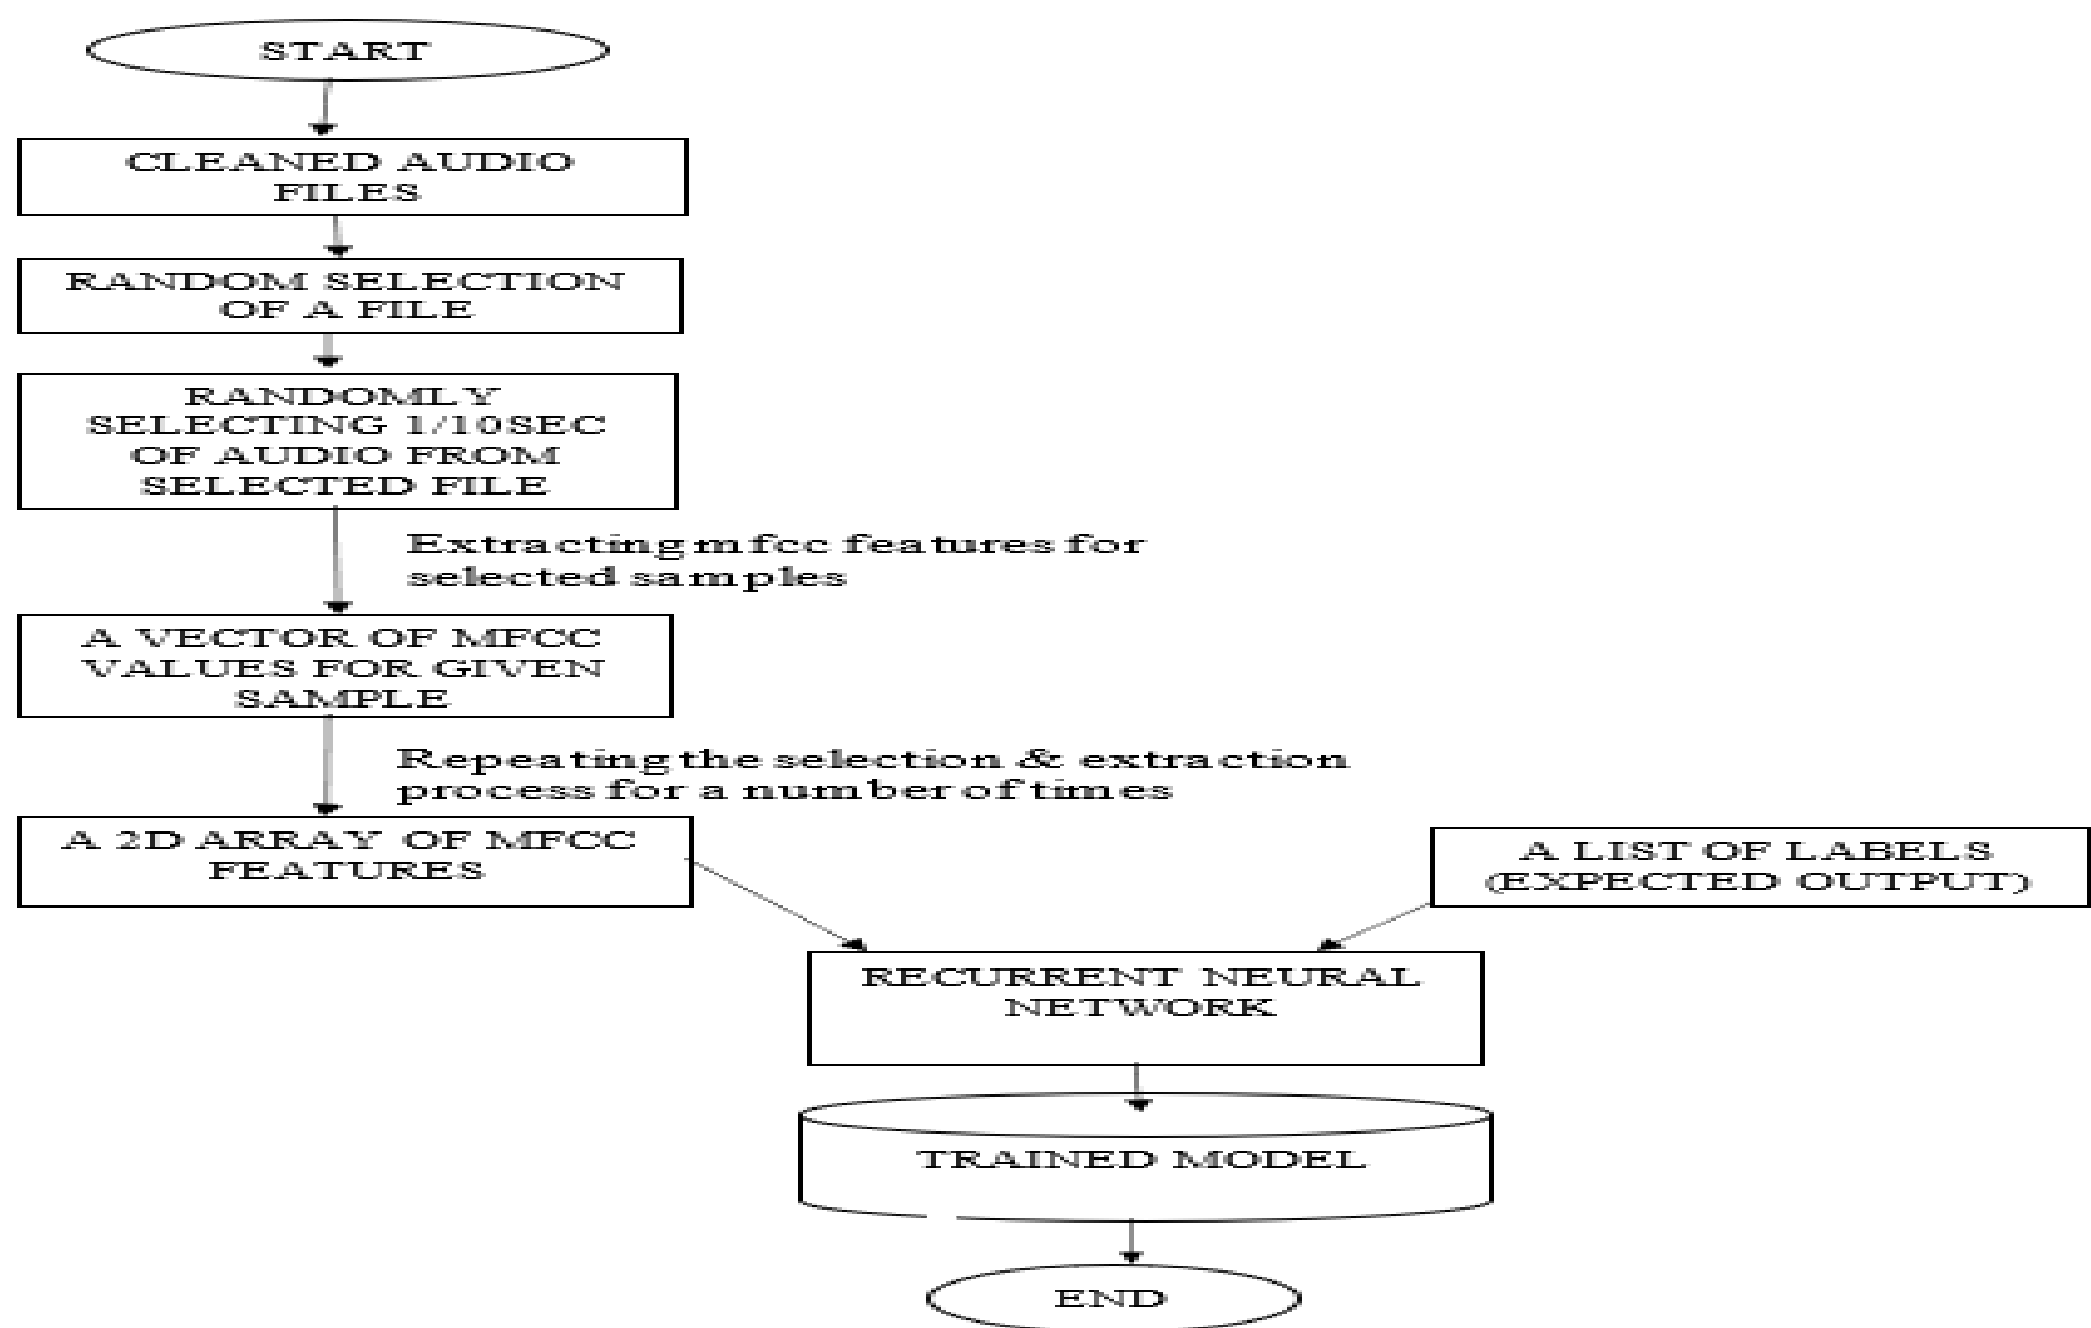 START
CLEANED AUDIO
FILES
RANDOM SELECTION
OF A FILE
RANDOMLY
SELECTING 1/10SEC
OF AUDIO FROM
SELECTED FILE
Extracting mfcc features for
selected samples
A VECTOR OF MFCC
VALUES FOR GIVEN
SAMPLE
Repeating the selection & extraction
process for a number of times
A 2D ARRAY OF MFCC
FEATURES
A LIST OF LABELS
(EXPECTED OUTPUT)
RECURRENT NEURAL
NETWORK
TRAINED MODEL
END